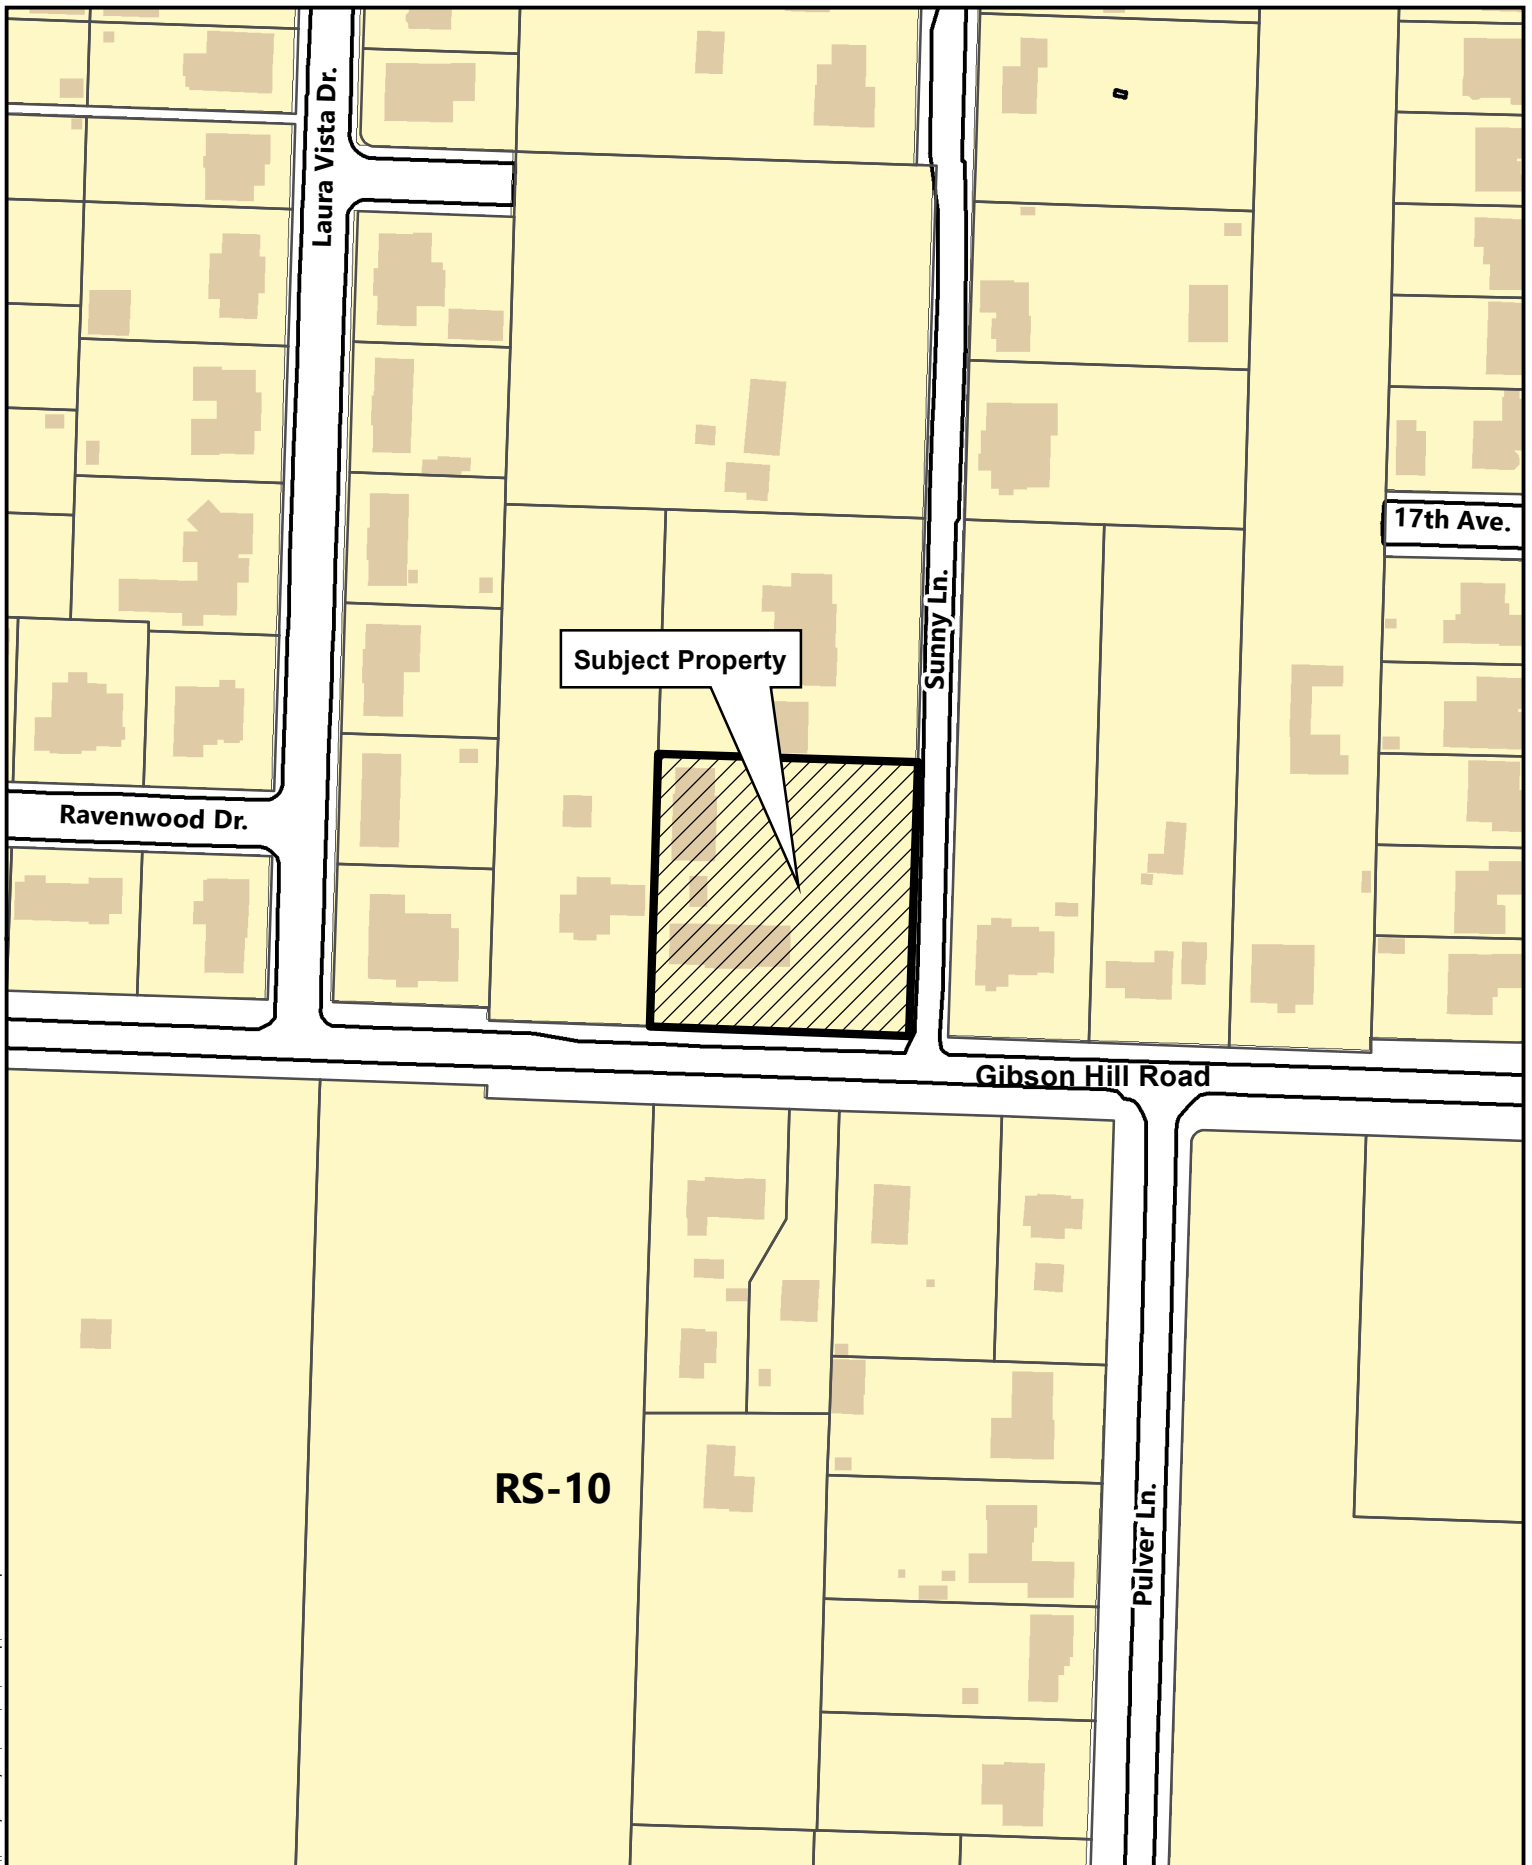 Laura Vista Dr.
17th Ave.
Sunny Ln.
Subject Property
Ravenwood Dr.
Gibson Hill Road
RS-10
Pulver Ln.